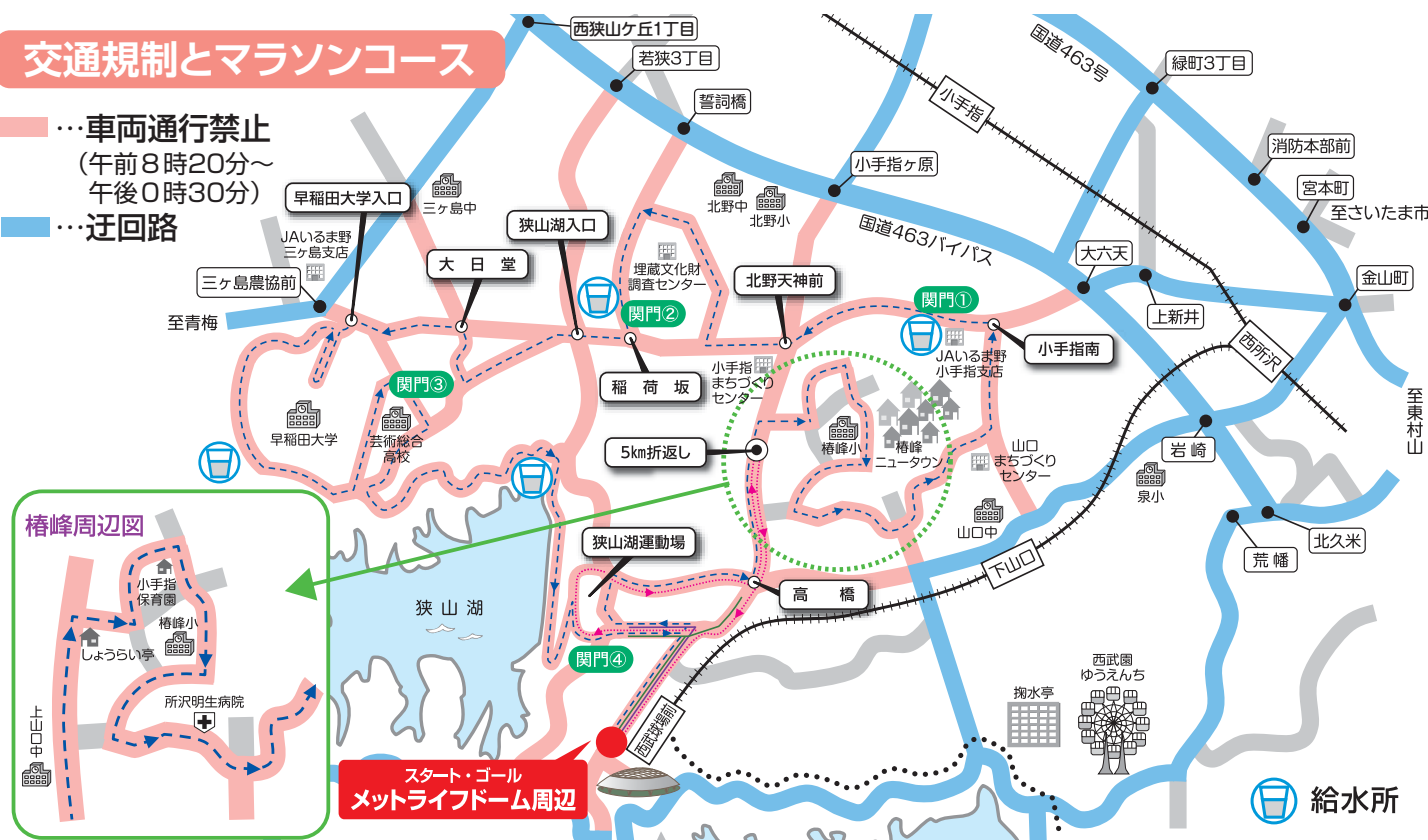 交通規制とマラソンコース
…車両通行禁止
(午前8時20分～
午後0時30分)
…迂回路
西狭山ケ丘1丁目
若狭3丁目
誓詞橋
国道463号
緑町3丁目
小手指
消防本部前
宮本町
至さいたま市
小手指ヶ原
国道463バイパス
早稲田大学入口
三ヶ島中
北野中
北野小
狭山湖入口
JAいるま野
三ヶ島支店
大日堂
埋蔵文化財
調査センター
三ヶ島農協前
至青梅
関門②
北野天神前
関門①
大六天
金山町
上新井
小手指南
JAいるま野
小手指支店
西所沢
至東村山
小手指
まちづくり
センター
稲荷坂
関門③
早稲田大学
芸術総合
高校
5km折返し
椿峰小
椿峰
ニュータウン
山口
まちづくり
センター
岩崎
泉小
山口中
北久米
荒幡
下山口
椿峰周辺図
小手指
保育園
椿峰小
しょうらい亭
所沢明生病院
上山口中
狭山湖運動場
狭山湖
高橋
関門④
西武球場前
西武園
ゆうえんち
掬水亭
スタート・ゴール
メットライフドーム周辺
給水所